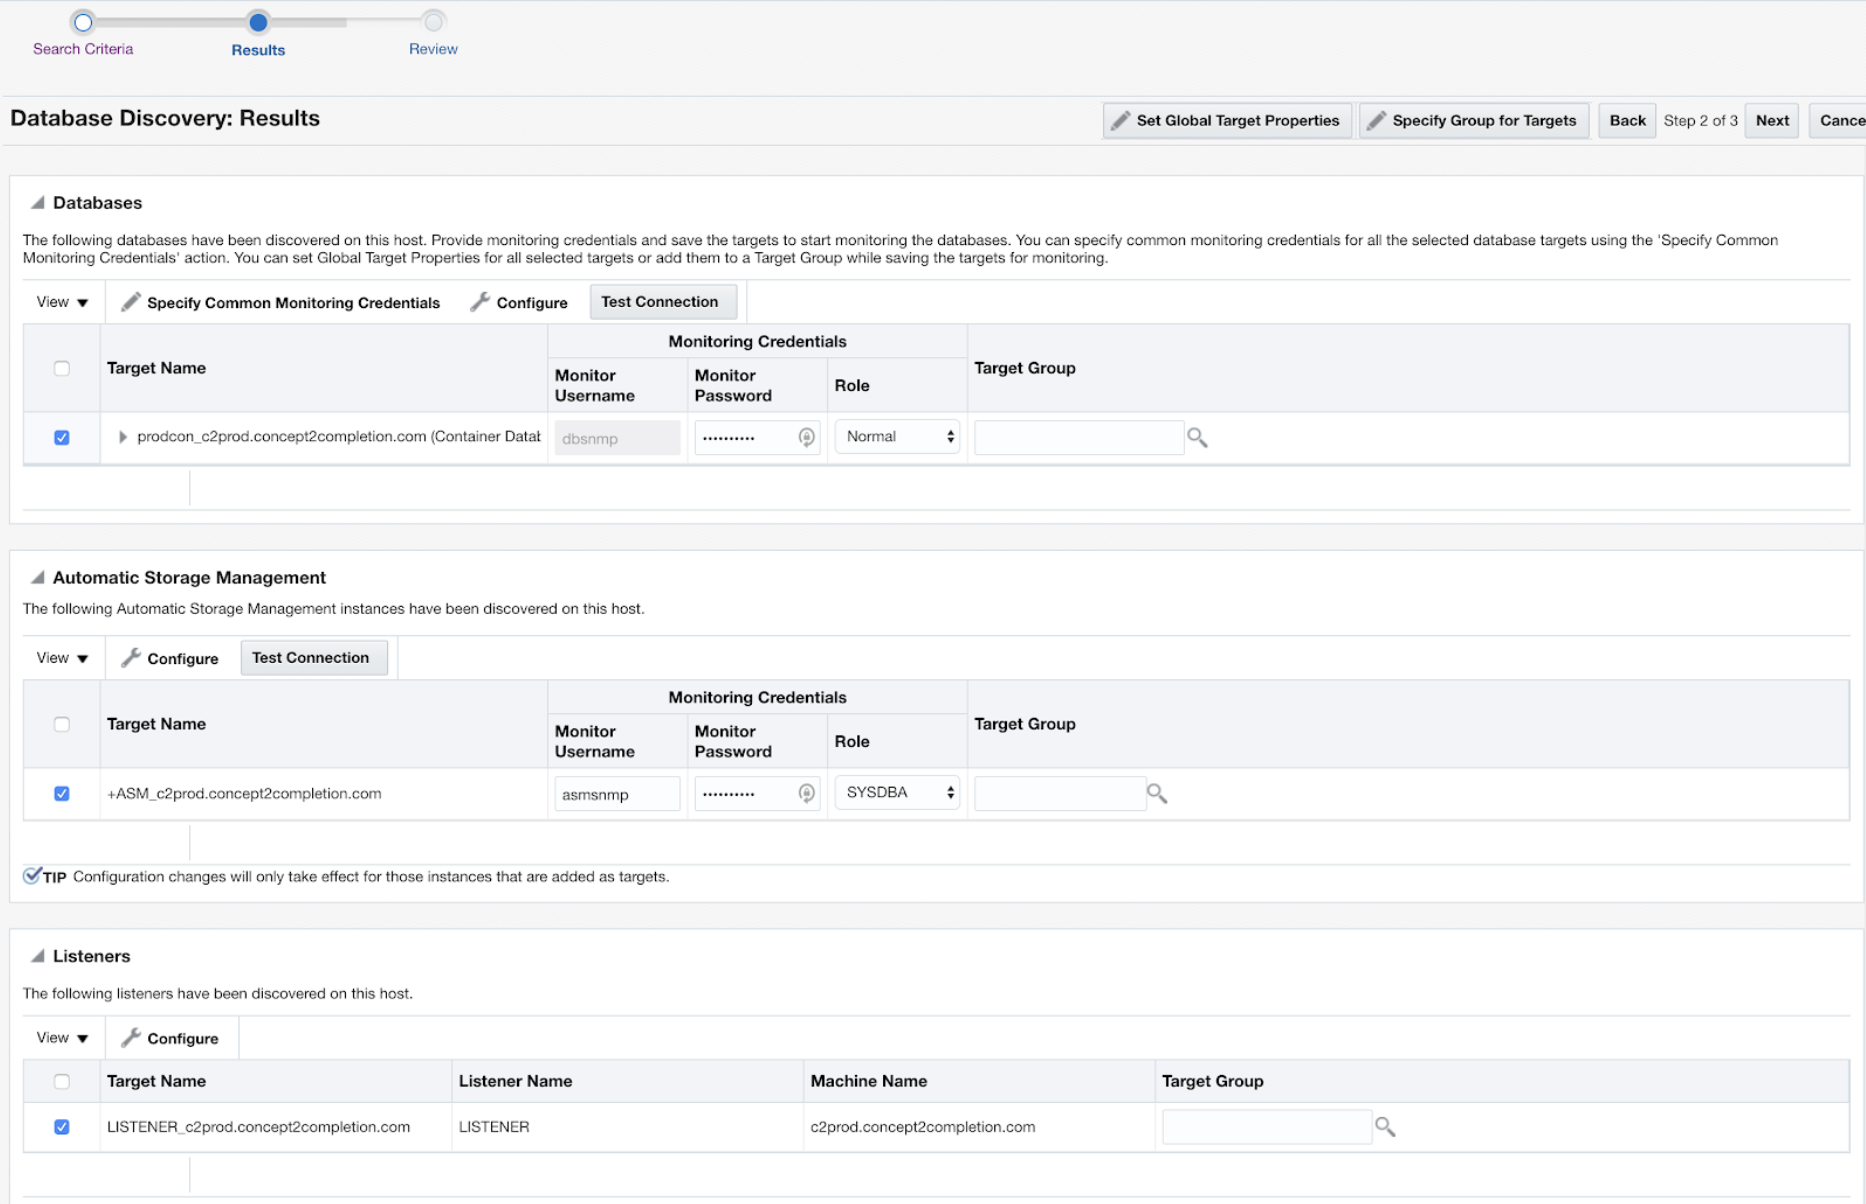 Search Criteria
Results
Review
Database Discovery: Results
Set Global Target Properties
Specify Group for Targets
Back
Step 2 of 3
Next
Cance
Databases
The following databases have been discovered on this host. Provide monitoring credentials and save the targets to start monitoring the databases. You can specify common monitoring credentials for all the selected database targets using the 'Specify Common
Monitoring Credentials' action. You can set Global Target Properties for all selected targets or add them to a Target Group while saving the targets for monitoring.
View
Specify Common Monitoring Credentials
Configure
Test Connection
Target Name
Monitoring Credentials
Monitor
Username
Monitor
Password
Role
Target Group
prodcon_c2prod.concept2completion.com (Container Datab
dbsnmp
••••••••••
Normal
Automatic Storage Management
The following Automatic Storage Management instances have been discovered on this host.
View
Configure
Test Connection
Target Name
Monitoring Credentials
Monitor
Username
Monitor
Password
Role
Target Group
+ASM_c2prod.concept2completion.com
asmsnmp
••••••••••
SYSDBA
TIP Configuration changes will only take effect for those instances that are added as targets.
Listeners
The following listeners have been discovered on this host.
View
Configure
Target Name
Listener Name
Machine Name
Target Group
LISTENER_c2prod.concept2completion.com
LISTENER
c2prod.concept2completion.com